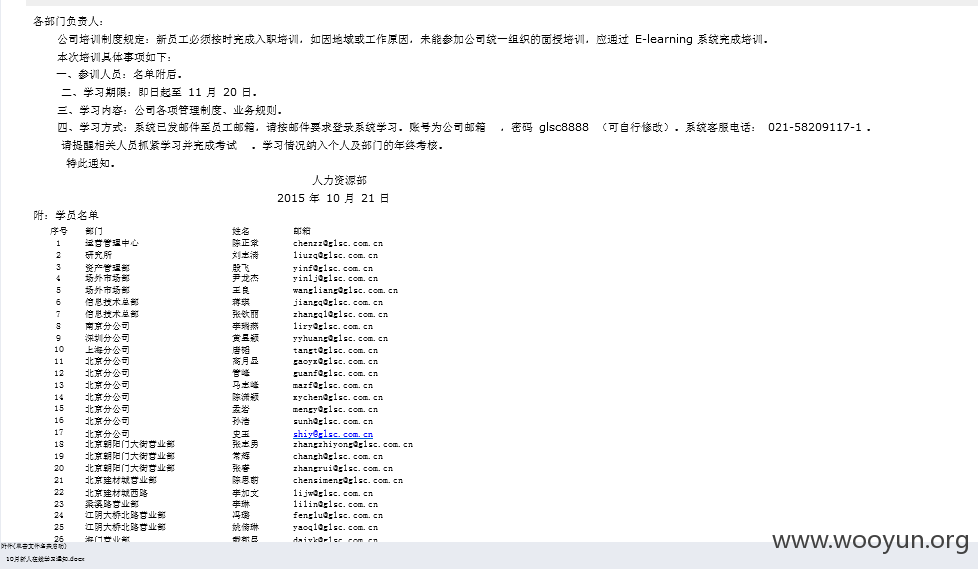 各部门负责人：
公司培训制度规定：新员工必须按时完成入职培训，如因地域或工作原因，未能参加公司统一组织的面授培训，应通过 E-learning 系统完成培训。
本次培训具体事项如下：
一、参训人员：名单附后。
二、学习期限：即日起至 11 月 20 日。
三、学习内容：公司各项管理制度、业务规则。
四、学习方式：系统已发邮件至员工邮箱，请按邮件要求登录系统学习。账号为公司邮箱 ，密码 glsc8888 （可自行修改）。系统客服电话： 021-58209117-1 。
请提醒相关人员抓紧学习并完成考试 。学习情况纳入个人及部门的年终考核。
特此通知。
人力资源部
2015 年 10 月 21 日
附：学员名单
序号 部门 姓名 邮箱
1 运营管理中心 陈正 chenzz@glsc.com.cn
2 研究所 刘志 liuzq@glsc.com.cn
3 资产管理部 殷飞 yinf@glsc.com.cn
4 场外市场部 尹龙杰 yinlj@glsc.com.cn
5 场外市场部 王良 wangliang@glsc.com.cn
6 信息技术总部 蒋琪 jiangq@glsc.com.cn
7 信息技术总部 张钦丽 zhangql@glsc.com.cn
8 南京分公司 李瑞燕 liry@glsc.com.cn
9 深圳分公司 黄昱颖 yyhuang@glsc.com.cn
10 上海分公司 唐韬 tangt@glsc.com.cn
11 北京分公司 高月显 gaoyx@glsc.com.cn
12 北京分公司 管峰 guanf@glsc.com.cn
13 北京分公司 马志峰 mazf@glsc.com.cn
14 北京分公司 陈潇颖 xychen@glsc.com.cn
15 北京分公司 孟岩 mengy@glsc.com.cn
16 北京分公司 孙浩 sunh@glsc.com.cn
17 北京分公司 史玉 shiy@glsc.com.cn
18 北京朝阳门大街营业部 张志勇 zhangzhiyong@glsc.com.cn
19 北京朝阳门大街营业部 常辉 changh@glsc.com.cn
20 北京朝阳门大街营业部 张睿 zhangrui@glsc.com.cn
21 北京建材城营业部 陈思萌 chensimeng@glsc.com.cn
22 北京建材城西路 李加文 lijw@glsc.com.cn
23 梁溪路营业部 李琳 lilin@glsc.com.cn
24 江阴大桥北路营业部 冯璐 fenglu@glsc.com.cn
25 江阴大桥北路营业部 姚倚琳 yaoql@glsc.com.cn
26 海门营业部 daiyk@glsc.com.cn
附件(单击文件名来启动)
10月新人在线学习通知.docx
www.wooyun.org